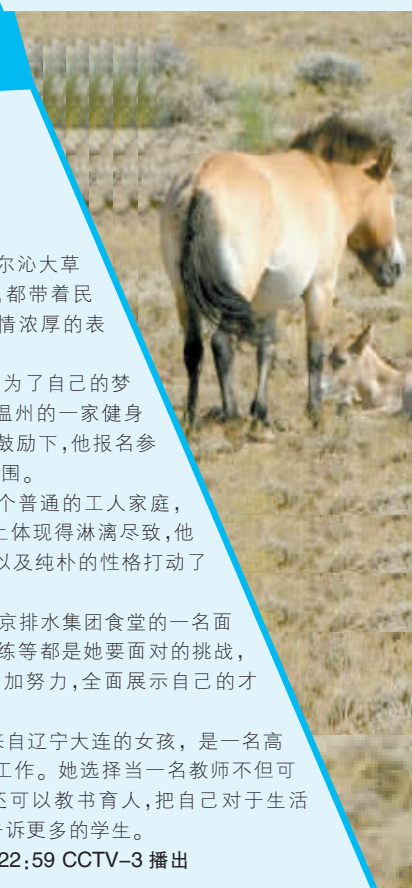 尔沁大草
都带着民
情浓厚的表
为了自己的梦
温州的一家健身
鼓励下,他报名参
围。
个普通的工人家庭,
上体现得淋漓尽致,他
以及纯朴的性格打动了
京排水集团食堂的一名面
练等都是她要面对的挑战,
加努力,全面展示自己的才
来自辽宁大连的女孩，是一名高
工作。她选择当一名教师不但可
还可以教书育人,把自己对于生活
告诉更多的学生。
22:59 CCTV-3 播出